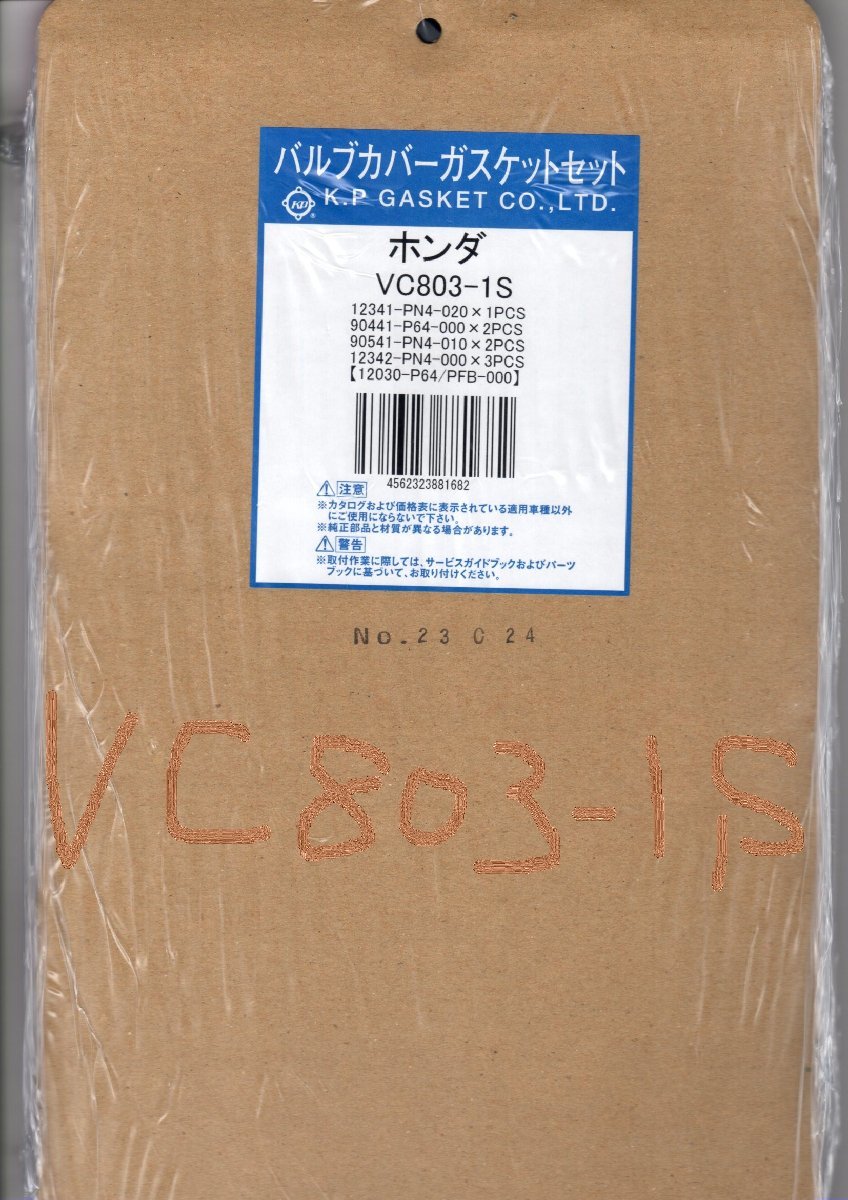 バルブカバーガスケットセット
KP ® K.P GASKET CO.,LTD.
ホンダ
VC803-1S
12341-PN4-020×1PCS
90441-P64-000×2PCS
90541-PN4-010×2PCS
12342-PN4-000×3PCS
【12030-P64/PFB-000】
4562323881682
注意
※カタログおよび価格表に表示されている適用車種以外
にご使用にならないで下さい。
※純正部品と材質が異なる場合があります。
警告
※取付作業に際しては、サービスガイドブックおよびパーツ
ブックに基づいて、お取り付けください。
No.23 C 24
VC803-1S